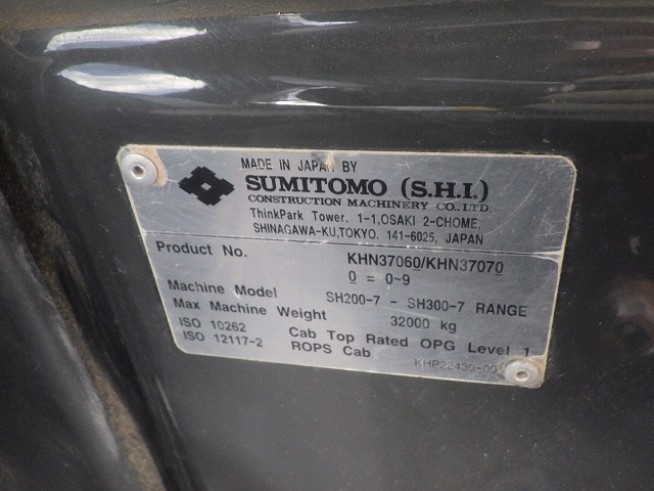 MADE IN JAPAN BY
SUMITOMO (S.H.I.)
CONSTRUCTION MACHINERY CO., LTD.
ThinkPark Tower. 1-1,OSAKI 2-CHOME,
SHINAGAWA-KU,TOKYO. 141-6025, JAPAN
Product No. KHN37060/KHN37070
0 = 0~9
Machine Model SH200-7 - SH300-7 RANGE
Max Machine Weight 32000 kg
ISO 10262 Cab Top Rated OPG Level 1
ISO 12117-2 ROPS Cab
KHP22430-00